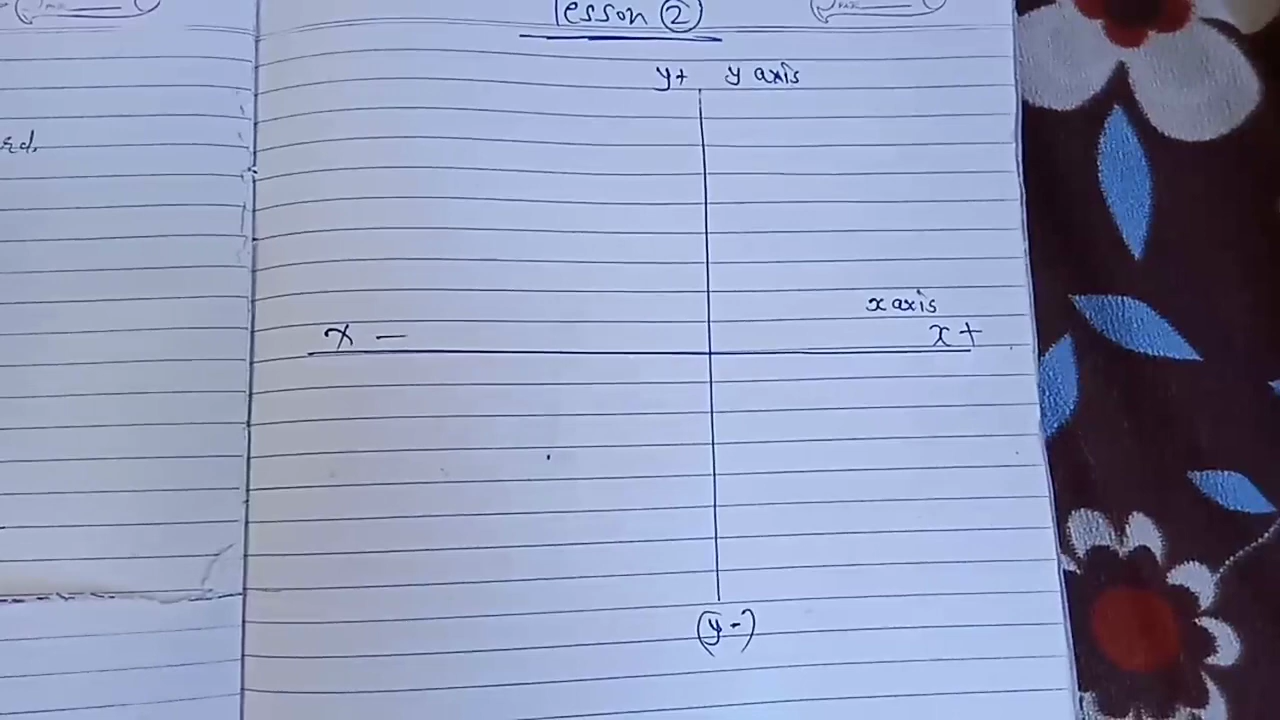 Lesson 2
y+ y axis
x axis
x - x+
(y-)